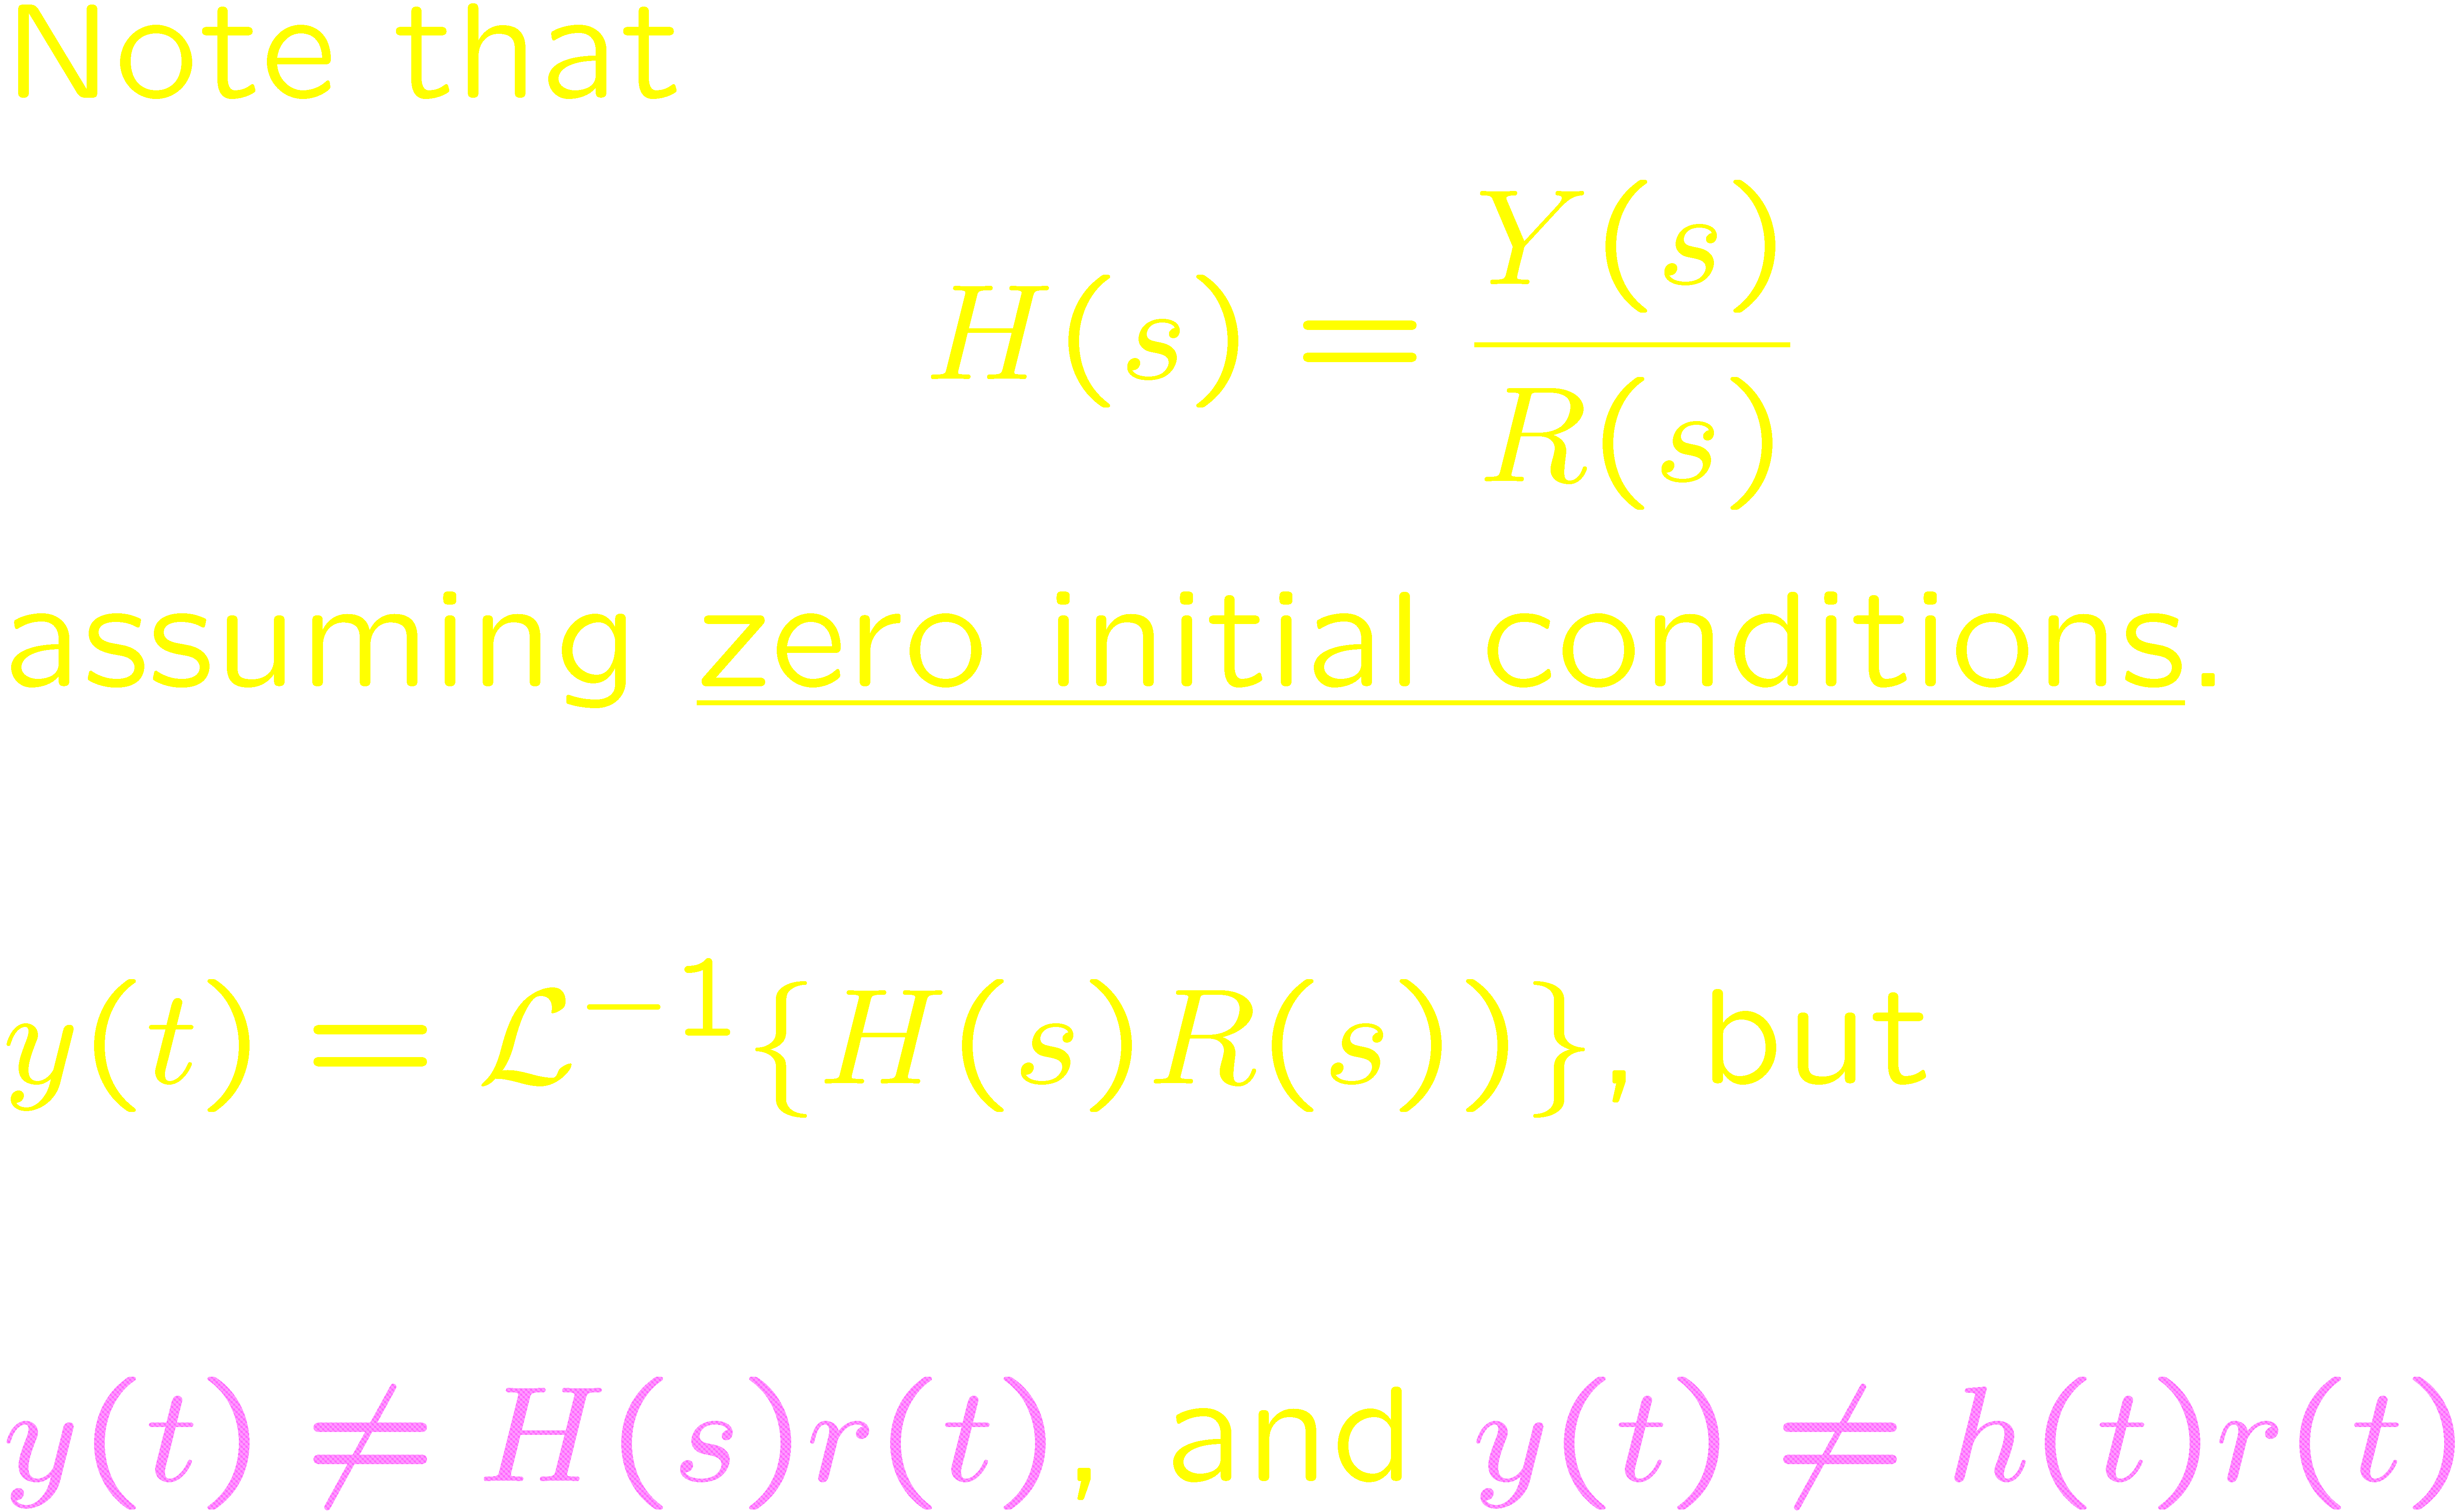 Note that
H(s) = Y(s)/R(s)
assuming zero initial conditions.
y(t) = ℒ⁻¹{H(s)R(s))}, but
y(t) ≠ H(s)r(t), and y(t) ≠ h(t)r(t)